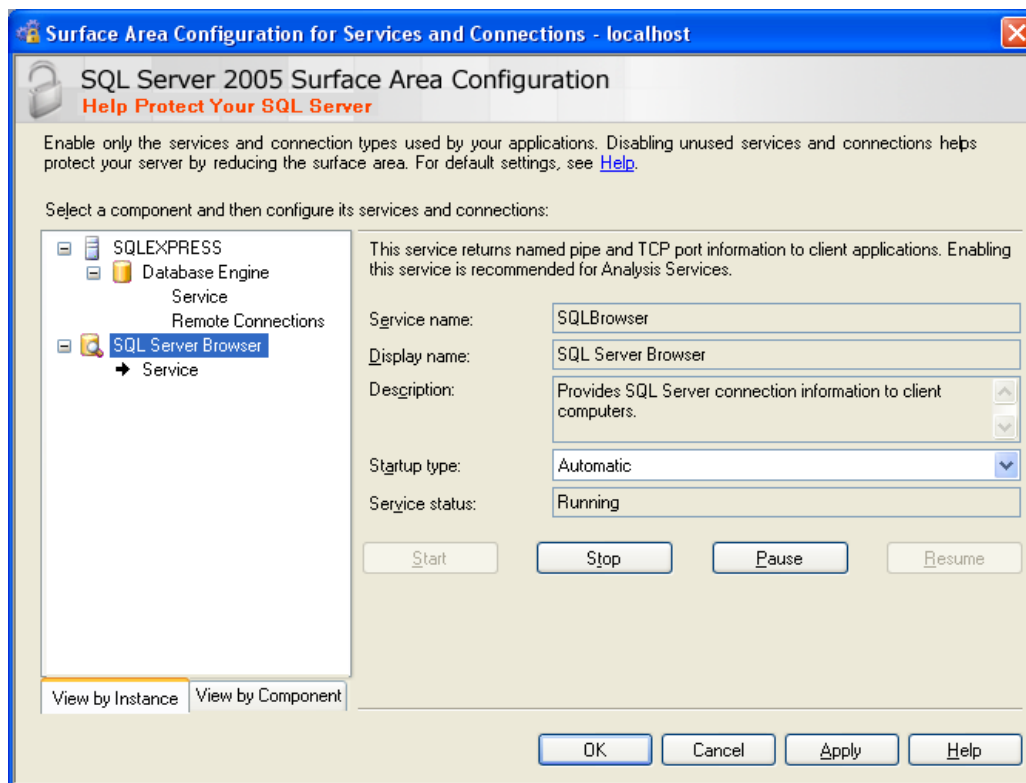 Surface Area Configuration for Services and Connections - localhost
SQL Server 2005 Surface Area Configuration
Help Protect Your SQL Server
Enable only the services and connection types used by your applications. Disabling unused services and connections helps
protect your server by reducing the surface area. For default settings, see Help.
Select a component and then configure its services and connections:
SQLEXPRESS
Database Engine
Service
Remote Connections
SQL Server Browser
Service
View by Instance
View by Component
This service returns named pipe and TCP port information to client applications. Enabling
this service is recommended for Analysis Services.
Service name:
SQLBrowser
Display name:
SQL Server Browser
Description:
Provides SQL Server connection information to client
computers.
Startup type:
Automatic
Service status:
Running
Start
Stop
Pause
Resume
OK
Cancel
Apply
Help